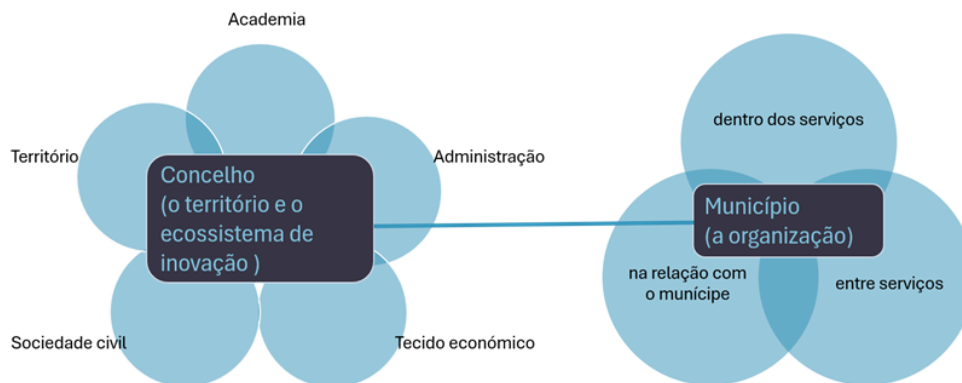 Academia
Território
Administração
Concelho
(o território e o
ecossistema de
inovação )
Sociedade civil
Tecido económico
dentro dos serviços
Município
(a organização)
na relação com
o munícipe
entre serviços